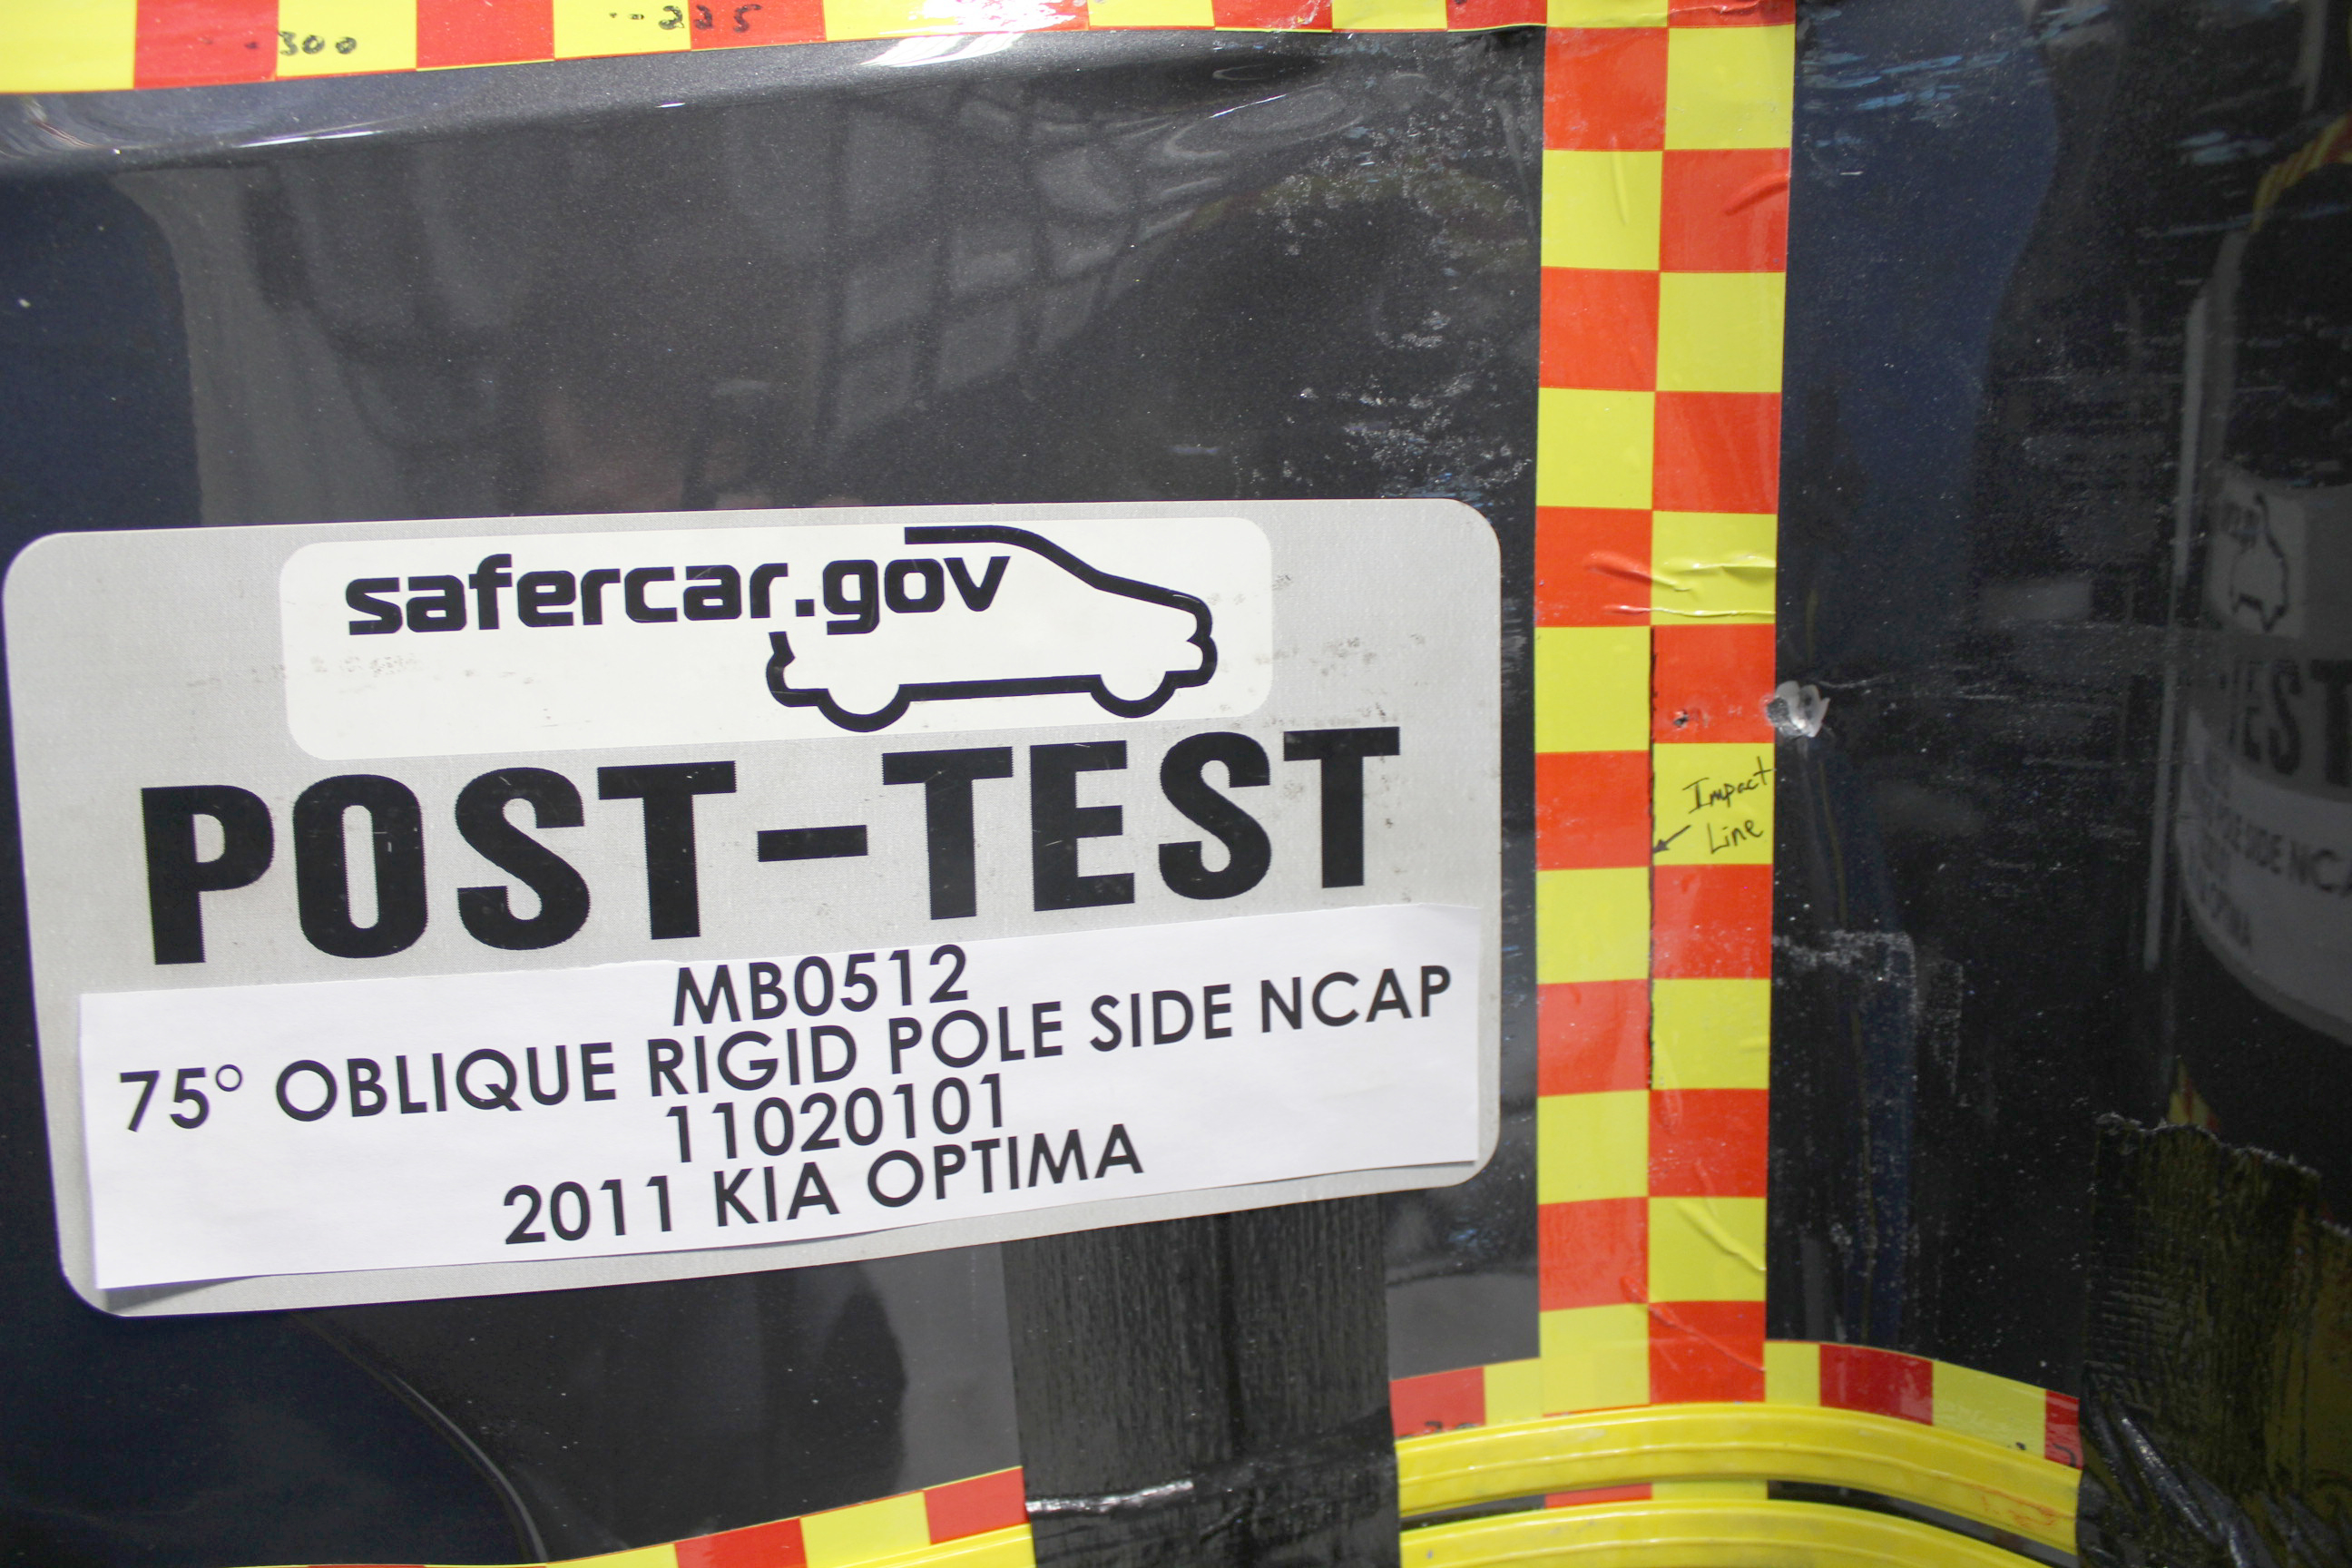 -300
-225
safercar.gov
POST-TEST
MB0512
75° OBLIQUE RIGID POLE SIDE NCAP
11020101
2011 KIA OPTIMA
Impact
Line